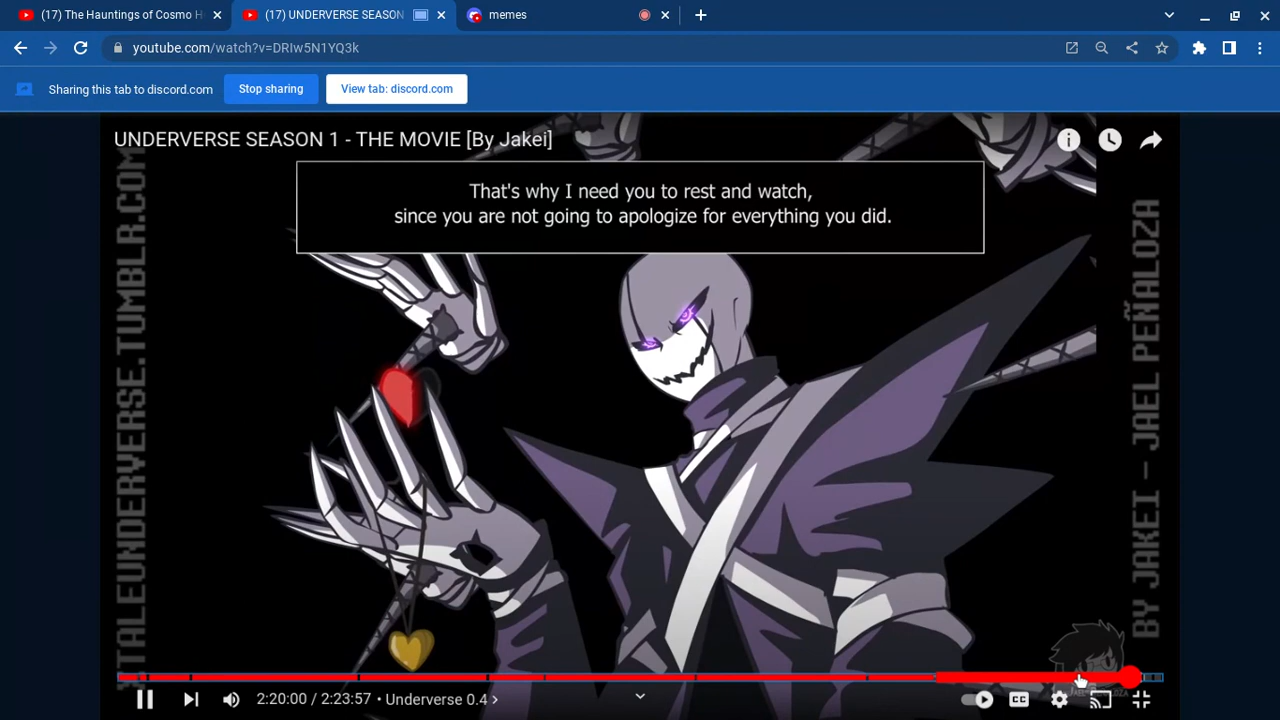 (17) The Hauntings of Cosmo H
(17) UNDERVERSE SEASON
memes
youtube.com/watch?v=DRIw5N1YQ3k
Sharing this tab to discord.com
Stop sharing
View tab: discord.com
UNDERVERSE SEASON 1 - THE MOVIE [By Jakei]
That's why I need you to rest and watch,
since you are not going to apologize for everything you did.
XTALEUNDERVERSE.TUMBLR.COM
BY JAKEI - JAEL PEÑALOZA
2:20:00 / 2:23:57 • Underverse 0.4
CC